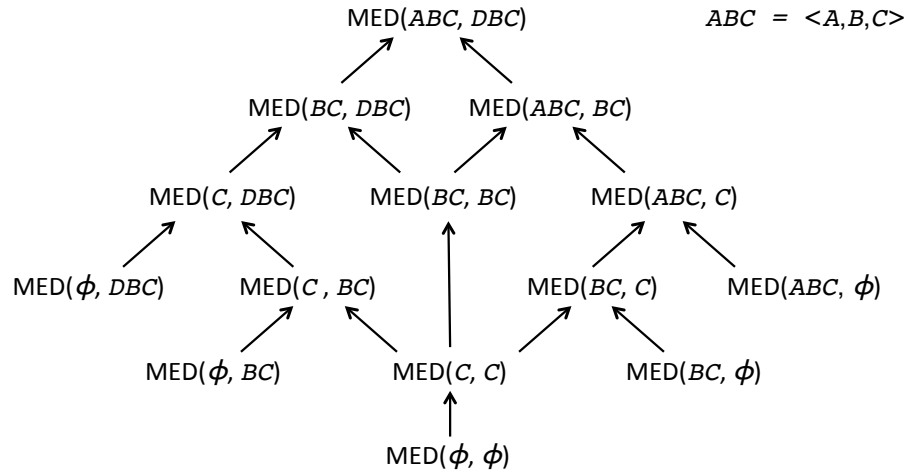 MED(ABC, DBC) ABC = <A,B,C>
MED(BC, DBC) MED(ABC, BC)
MED(C, DBC) MED(BC, BC) MED(ABC, C)
MED(ϕ, DBC) MED(C , BC) MED(BC, C) MED(ABC, ϕ)
MED(ϕ, BC) MED(C, C) MED(BC, ϕ)
MED(ϕ, ϕ)